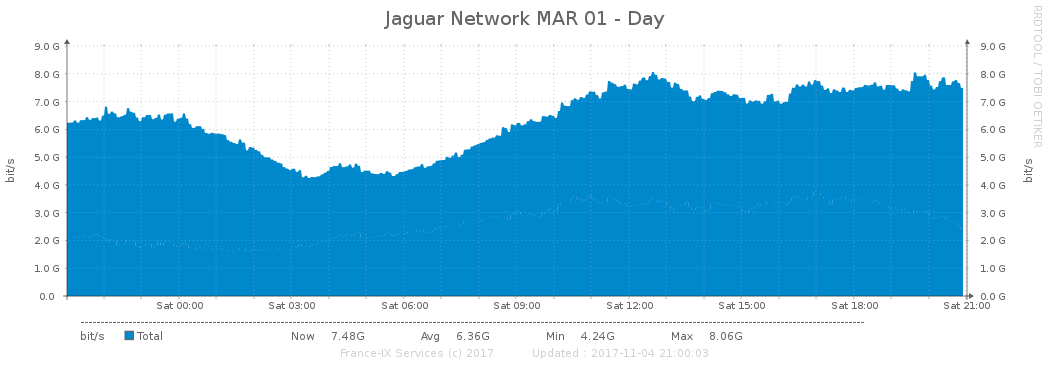 Jaguar Network MAR 01 - Day
RRDTOOL / TOBI OETIKER
9.0 G 9.0 G
8.0 G 8.0 G
7.0 G 7.0 G
6.0 G 6.0 G
5.0 G 5.0 G
4.0 G 4.0 G
3.0 G 3.0 G
2.0 G 2.0 G
1.0 G 1.0 G
0.0 0.0 G
bit/s bit/s
Sat 00:00 Sat 03:00 Sat 06:00 Sat 09:00 Sat 12:00 Sat 15:00 Sat 18:00 Sat 21:00
bit/s Total Now 7.48G Avg 6.36G Min 4.24G Max 8.06G
France-IX Services (c) 2017 Updated : 2017-11-04 21:00:03